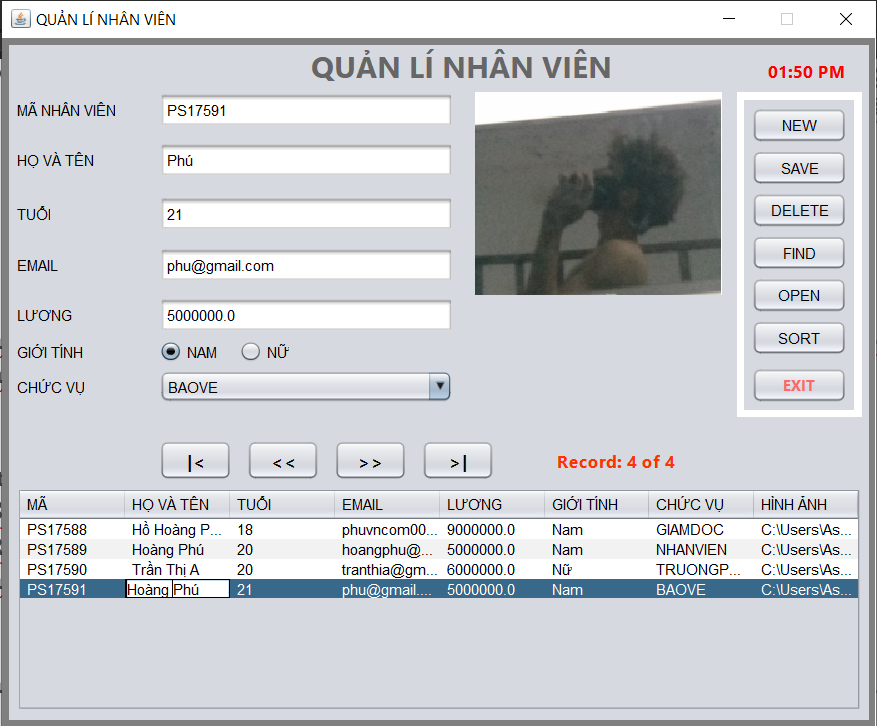 QUẢN LÍ NHÂN VIÊN
QUẢN LÍ NHÂN VIÊN
01:50 PM
MÃ NHÂN VIÊN PS17591
HỌ VÀ TÊN Phú
TUỔI 21
EMAIL phu@gmail.com
LƯƠNG 5000000.0
GIỚI TÍNH NAM NỮ
CHỨC VỤ BAOVE
NEW
SAVE
DELETE
FIND
OPEN
SORT
EXIT
|< << >> >| Record: 4 of 4
MÃ HỌ VÀ TÊN TUỔI EMAIL LƯƠNG GIỚI TÍNH CHỨC VỤ HÌNH ẢNH
PS17588 Hồ Hoàng P... 18 phuvncom00... 9000000.0 Nam GIAMDOC C:\Users\As...
PS17589 Hoàng Phú 20 hoangphu@... 5000000.0 Nam NHANVIEN C:\Users\As...
PS17590 Trần Thị A 20 tranthia@gm... 6000000.0 Nữ TRUONGP... C:\Users\As...
PS17591 Hoàng Phú 21 phu@gmail.... 5000000.0 Nam BAOVE C:\Users\As...